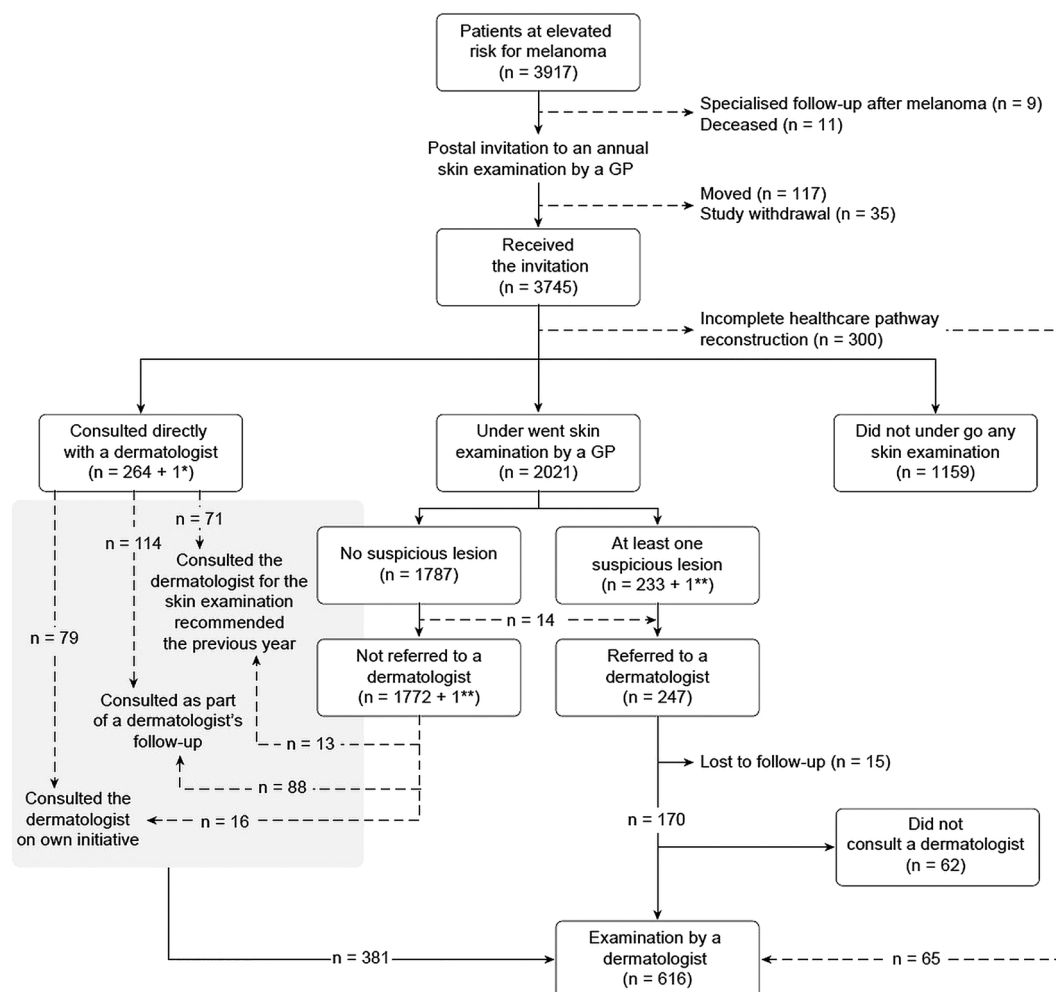 Patients at elevated
risk for melanoma
(n = 3917)
Specialised follow-up after melanoma (n = 9)
Deceased (n = 11)
Postal invitation to an annual
skin examination by a GP
Moved (n = 117)
Study withdrawal (n = 35)
Received
the invitation
(n = 3745)
Incomplete healthcare pathway
reconstruction (n = 300)
Consulted directly
with a dermatologist
(n = 264 + 1*)
Under went skin
examination by a GP
(n = 2021)
Did not under go any
skin examination
(n = 1159)
n = 71
n = 114
n = 79
Consulted the
dermatologist for the
skin examination
recommended
the previous year
Consulted as part
of a dermatologist's
follow-up
Consulted the
dermatologist
on own initiative
No suspicious lesion
(n = 1787)
At least one
suspicious lesion
(n = 233 + 1**)
n = 14
Not referred to a
dermatologist
(n = 1772 + 1**)
Referred to a
dermatologist
(n = 247)
n = 13
n = 88
n = 16
Lost to follow-up (n = 15)
n = 170
Did not
consult a dermatologist
(n = 62)
n = 381
Examination by a
dermatologist
(n = 616)
n = 65